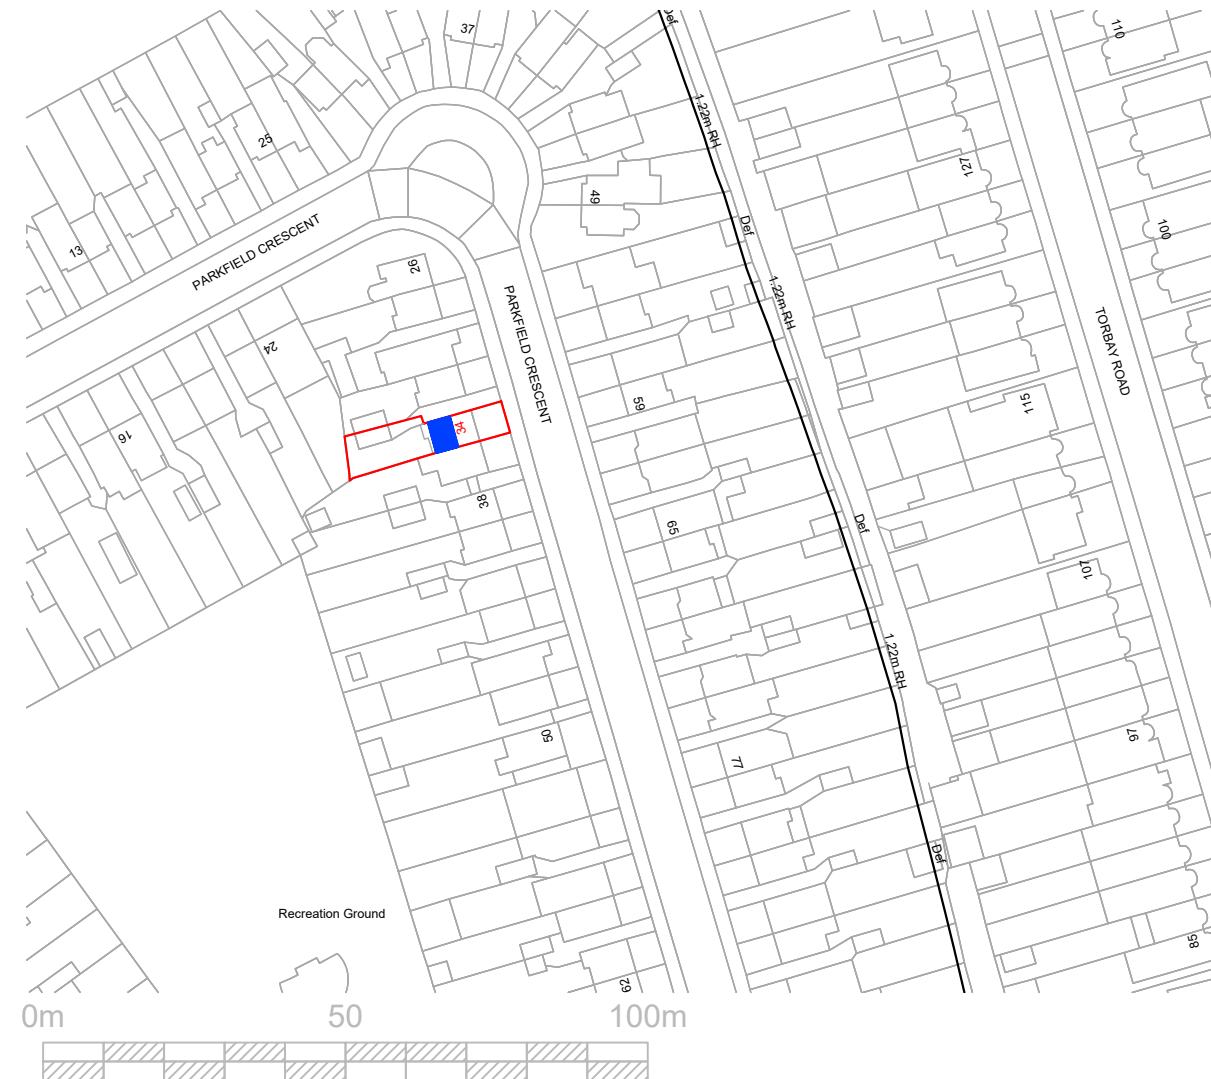 37
Def
110
1.22m RH
25
127
49
100
13
PARKFIELD CRESCENT
Def
26
1.22m RH
PARKFIELD CRESCENT
TORBAY ROAD
24
59
115
16
34
38
65
Def
107
1.22m RH
50
97
77
Def
Recreation Ground
85
62
0m 50 100m